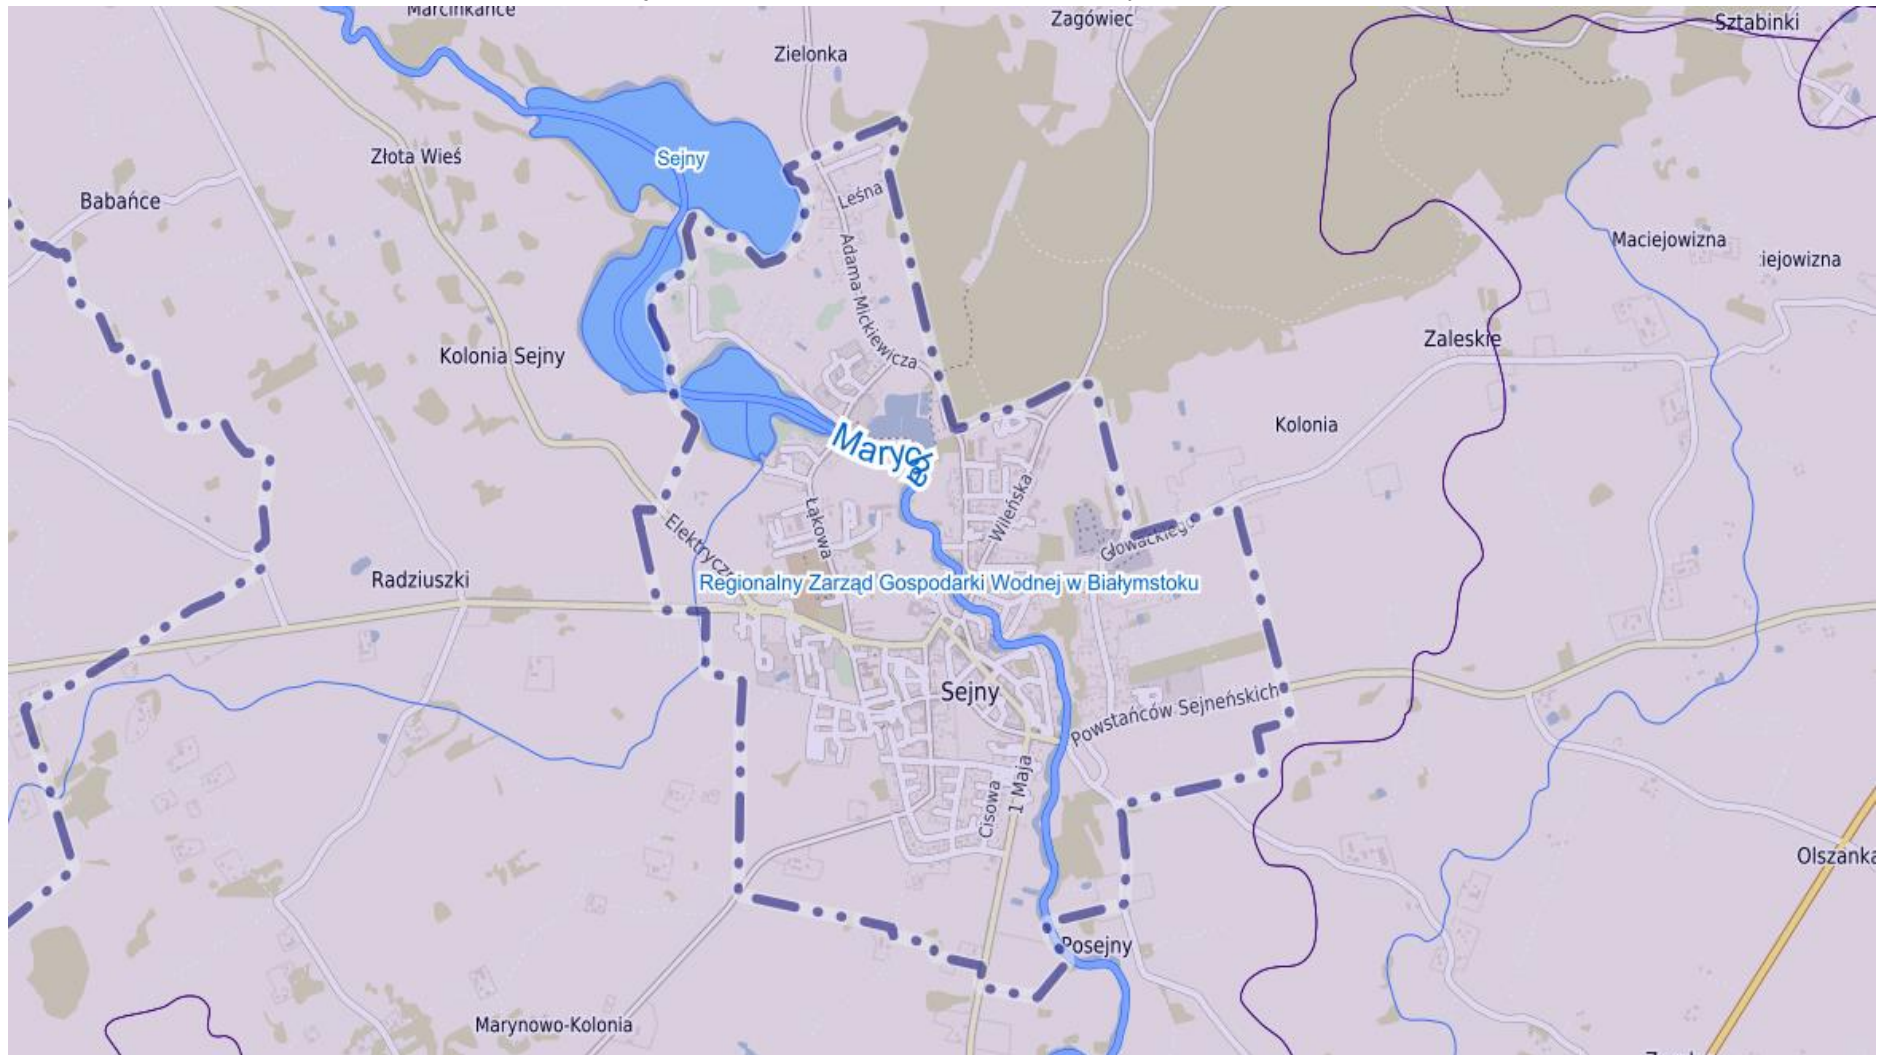 Marcinkańce
Zagówiec
Sztabinki
Zielonka
Złota Wieś
Sejny
Leśna
Babańce
Maciejowizna
iejowizna
Adama Mickiewicza
Zaleskie
Kolonia Sejny
Kolonia
Marycha
Wileńska
Łąkowa
Elektryczna
Głowackiego
Radziuszki
Regionalny Zarząd Gospodarki Wodnej w Białymstoku
Sejny
Powstańców Sejneńskich
1 Maja
Cisowa
Olszanka
Posejny
Marynowo-Kolonia